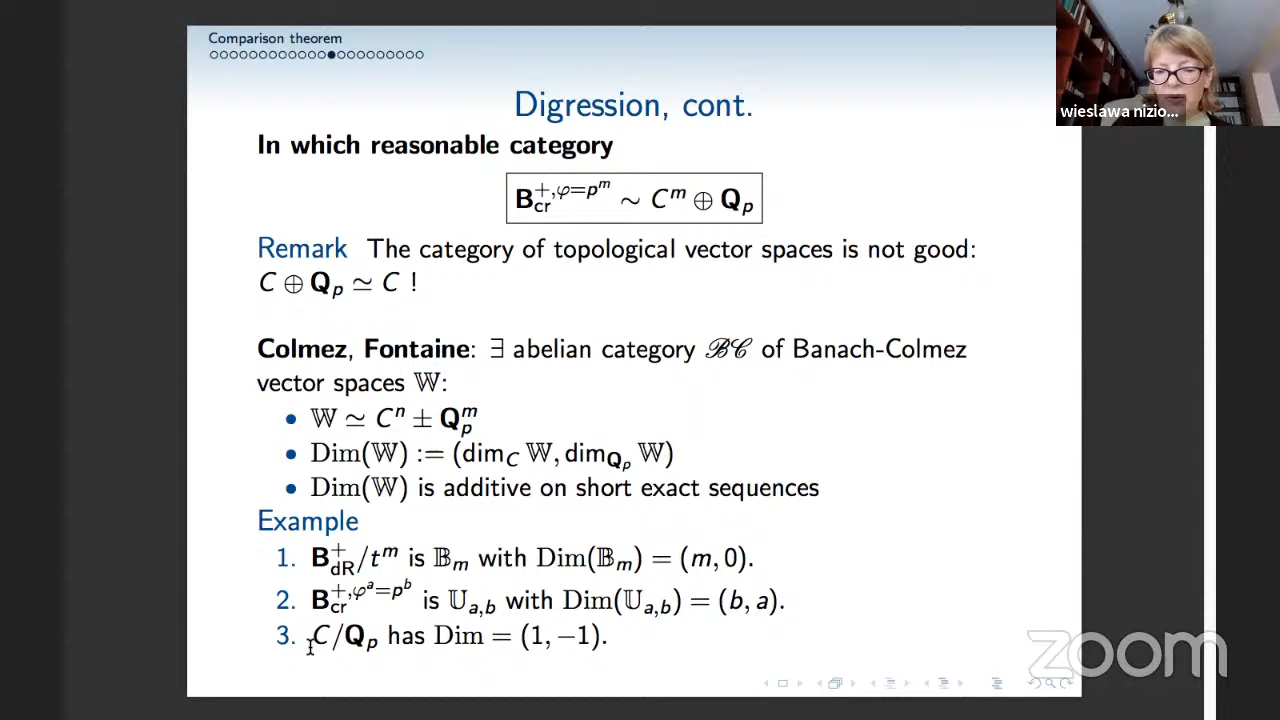 Comparison theorem
Digression, cont.
In which reasonable category
B_cr^{+,φ=p^m} ∼ C^m ⊕ Q_p
Remark The category of topological vector spaces is not good:
C ⊕ Q_p ≃ C !
Colmez, Fontaine: ∃ abelian category ℬ𝒞 of Banach-Colmez
vector spaces 𝕎:
• 𝕎 ≃ C^n ± Q_p^m
• Dim(𝕎) := (dim_C 𝕎, dim_{Q_p} 𝕎)
• Dim(𝕎) is additive on short exact sequences
Example
1. B_dR^+/t^m is 𝔹_m with Dim(𝔹_m) = (m, 0).
2. B_cr^{+,φ^a=p^b} is 𝕌_{a,b} with Dim(𝕌_{a,b}) = (b, a).
3. C/Q_p has Dim = (1, −1).
wieslawa nizio...
zoom